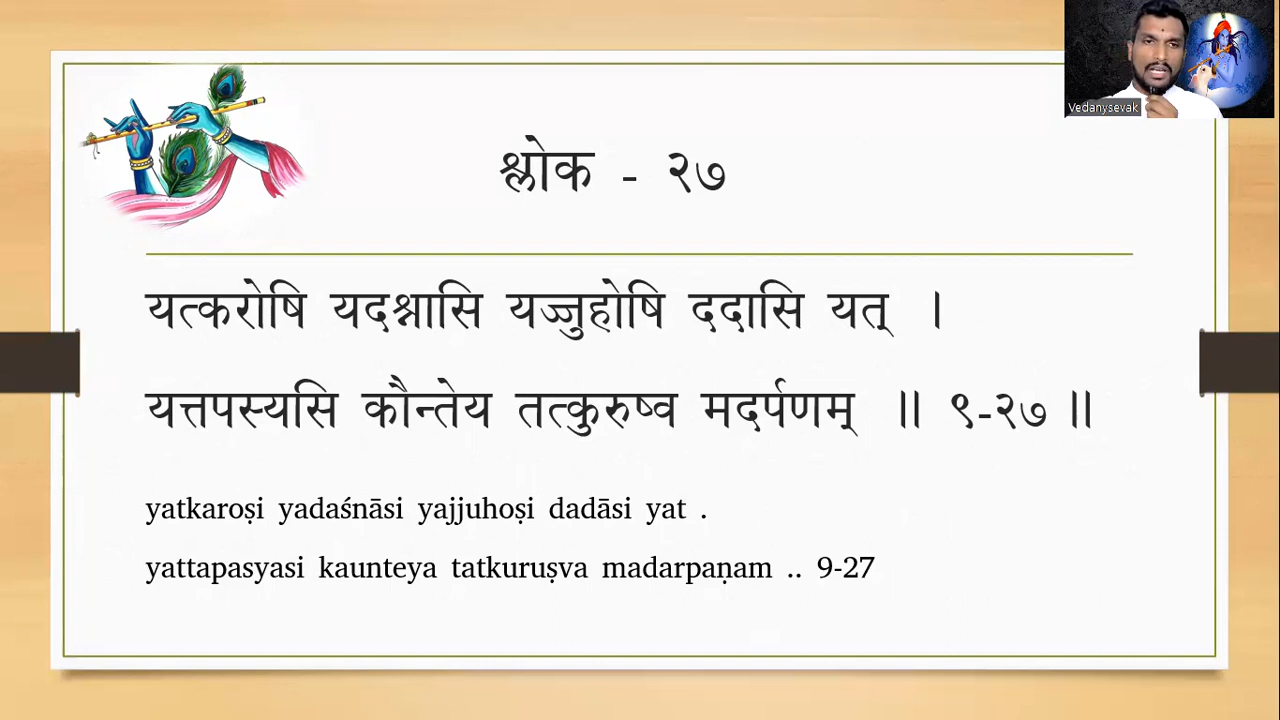 Vedanysevak
श्लोक - २७
यत्करोषि यदश्नासि यज्जुहोषि ददासि यत् ।
यत्तपस्यसि कौन्तेय तत्कुरुष्व मदर्पणम् ॥ ९-२७ ॥
yatkaroṣi yadaśnāsi yajjuhoṣi dadāsi yat .
yattapasyasi kaunteya tatkuruṣva madarpaṇam .. 9-27